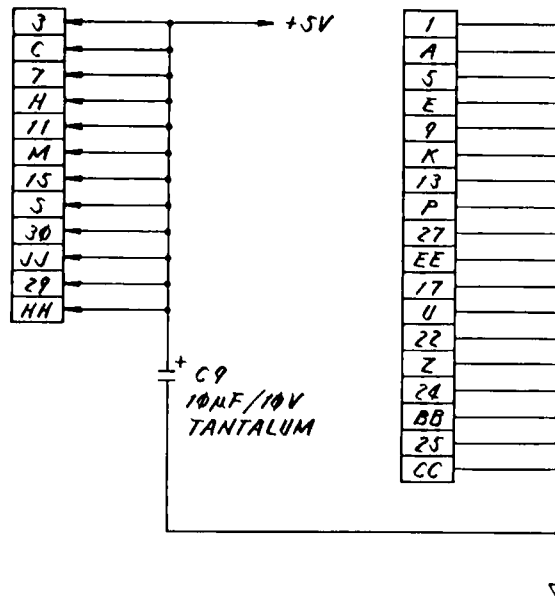 3
C
7
H
11
M
15
S
30
JJ
29
HH
+5V
+ C9
10µF/10V
TANTALUM
1
A
5
E
9
K
13
P
27
EE
17
U
22
Z
24
BB
25
CC